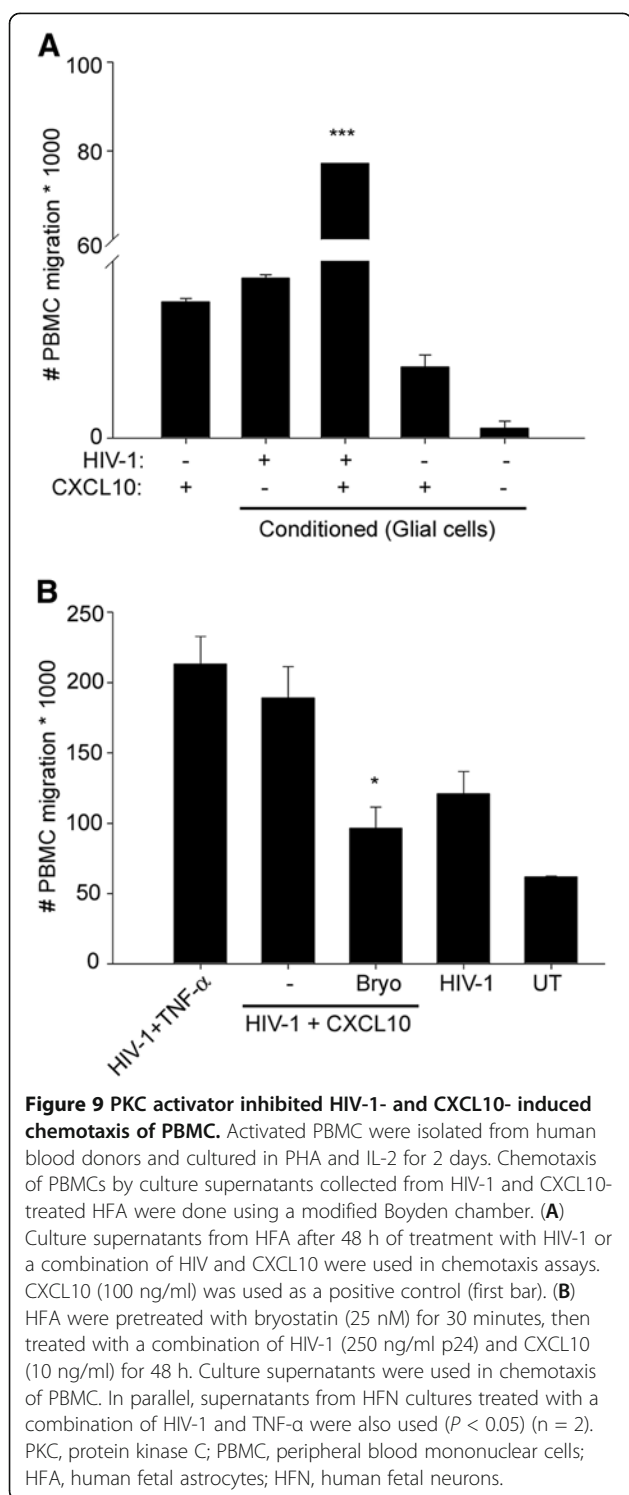 A
# PBMC migration * 1000
100
80
60
0
***
HIV-1: - + + - -
CXCL10: + - + + -
Conditioned (Glial cells)
B
# PBMC migration * 1000
250
200
150
100
50
0
*
HIV-1+TNF-α - Bryo HIV-1 UT
HIV-1 + CXCL10
Figure 9 PKC activator inhibited HIV-1- and CXCL10- induced
chemotaxis of PBMC. Activated PBMC were isolated from human
blood donors and cultured in PHA and IL-2 for 2 days. Chemotaxis
of PBMCs by culture supernatants collected from HIV-1 and CXCL10-
treated HFA were done using a modified Boyden chamber. (A)
Culture supernatants from HFA after 48 h of treatment with HIV-1 or
a combination of HIV and CXCL10 were used in chemotaxis assays.
CXCL10 (100 ng/ml) was used as a positive control (first bar). (B)
HFA were pretreated with bryostatin (25 nM) for 30 minutes, then
treated with a combination of HIV-1 (250 ng/ml p24) and CXCL10
(10 ng/ml) for 48 h. Culture supernatants were used in chemotaxis
of PBMC. In parallel, supernatants from HFN cultures treated with a
combination of HIV-1 and TNF-α were also used (P < 0.05) (n = 2).
PKC, protein kinase C; PBMC, peripheral blood mononuclear cells;
HFA, human fetal astrocytes; HFN, human fetal neurons.